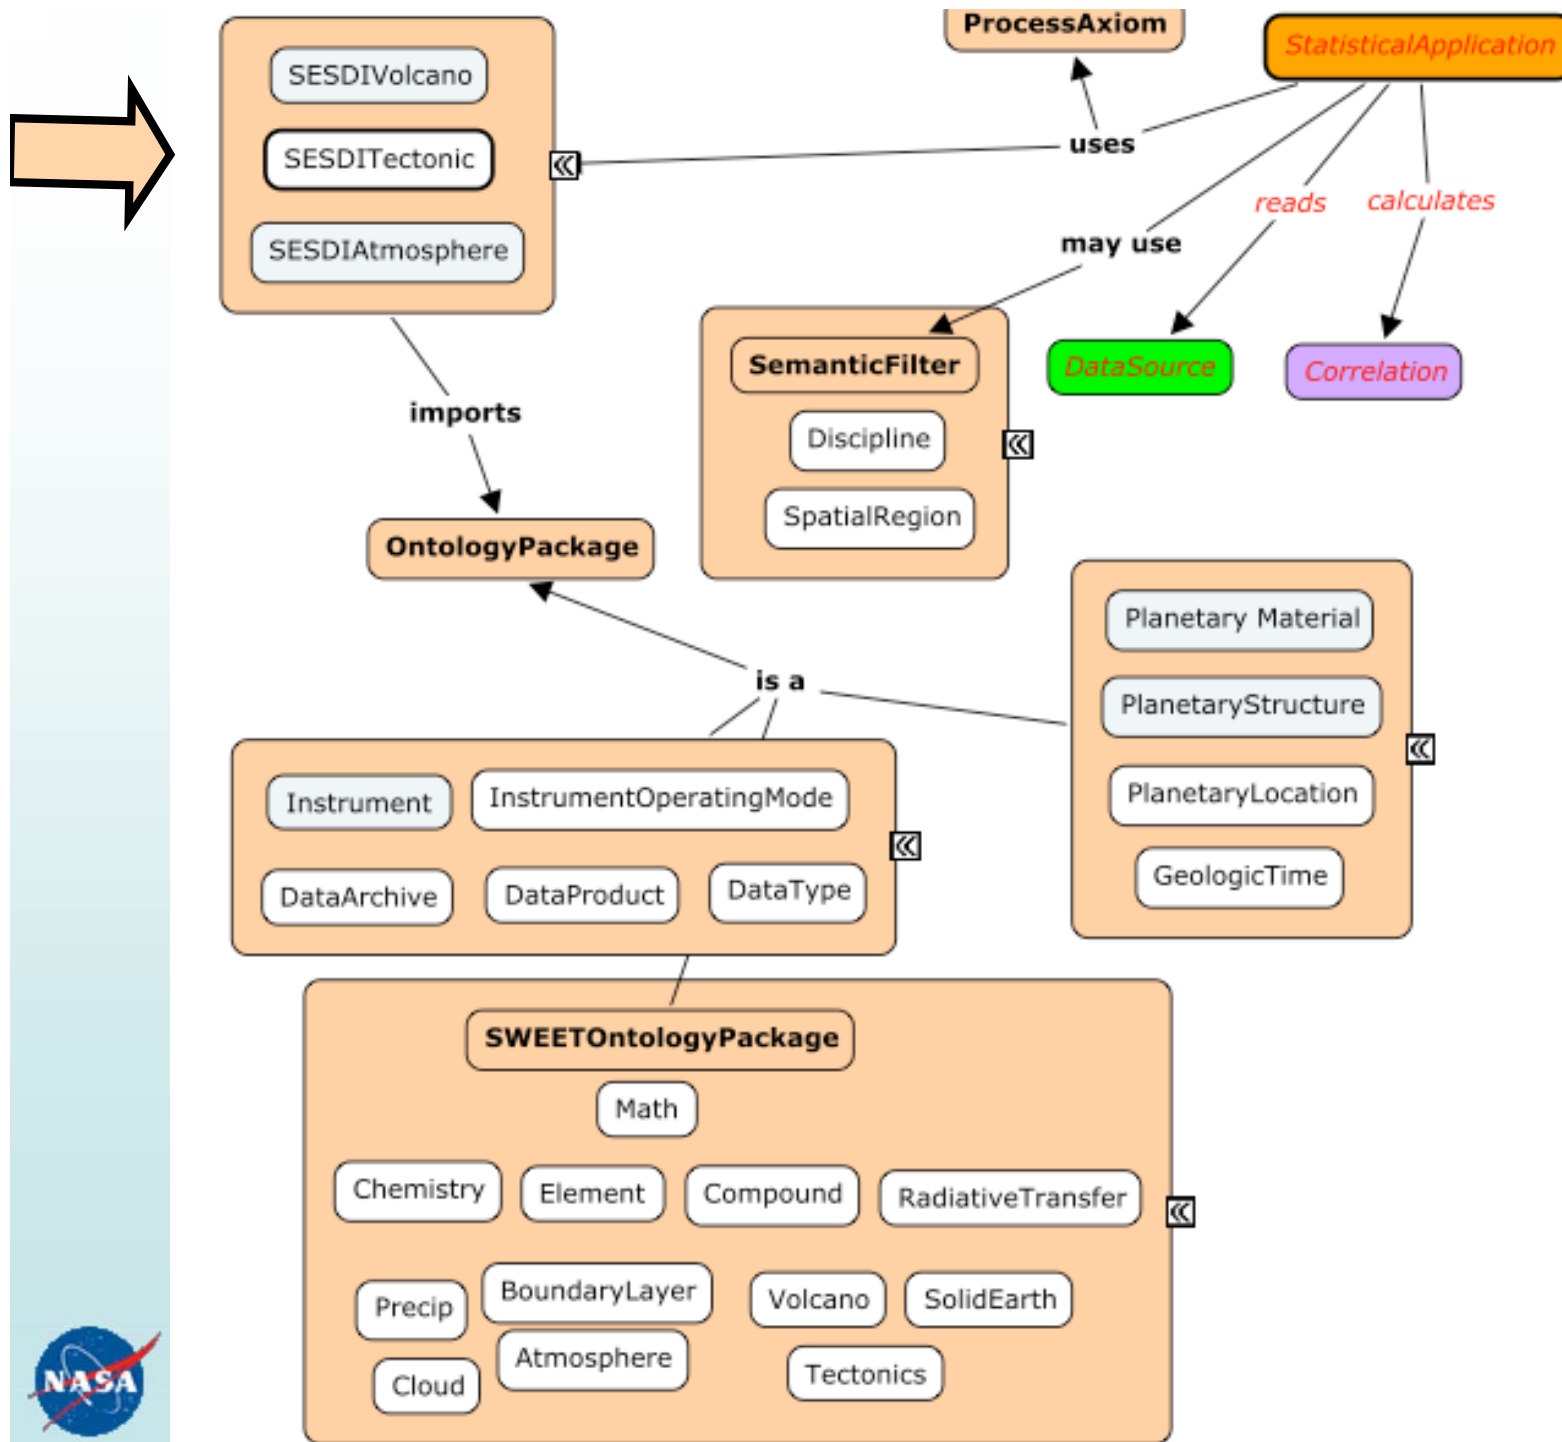 ProcessAxiom
StatisticalApplication
SESDIVolcano
SESDITectonic
SESDIAtmosphere
uses
reads
calculates
may use
SemanticFilter
Discipline
SpatialRegion
DataSource
Correlation
imports
OntologyPackage
is a
Planetary Material
PlanetaryStructure
PlanetaryLocation
GeologicTime
Instrument
InstrumentOperatingMode
DataArchive
DataProduct
DataType
SWEETOntologyPackage
Math
Chemistry
Element
Compound
RadiativeTransfer
Precip
BoundaryLayer
Volcano
SolidEarth
Cloud
Atmosphere
Tectonics
NASA